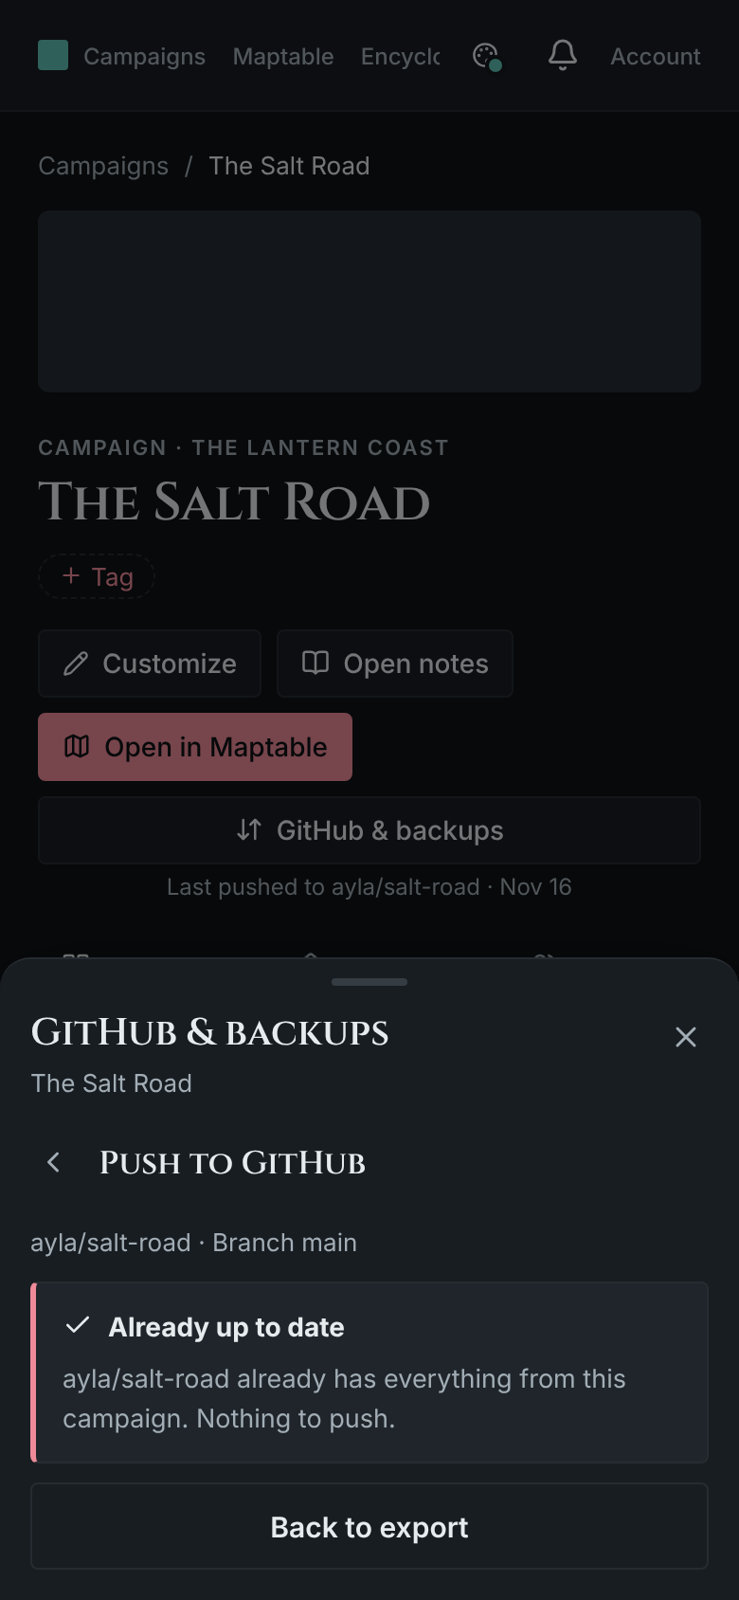 Campaigns Maptable Encyclo Account
Campaigns / The Salt Road
CAMPAIGN · THE LANTERN COAST
The Salt Road
+ Tag
Customize Open notes
Open in Maptable
GitHub & backups
Last pushed to ayla/salt-road · Nov 16
GitHub & backups
The Salt Road
Push to GitHub
ayla/salt-road · Branch main
Already up to date
ayla/salt-road already has everything from this
campaign. Nothing to push.
Back to export